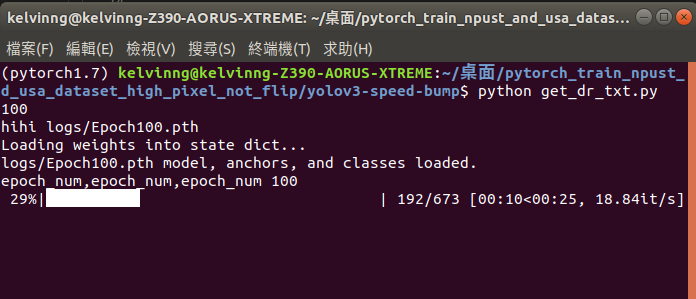 kelvinng@kelvinng-Z390-AORUS-XTREME: ~/桌面/pytorch_train_npust_and_usa_datas...
檔案(F) 編輯(E) 檢視(V) 搜尋(S) 終端機(T) 求助(H)
(pytorch1.7) kelvinng@kelvinng-Z390-AORUS-XTREME:~/桌面/pytorch_train_npust_
d_usa_dataset_high_pixel_not_flip/yolov3-speed-bump$ python get_dr_txt.py
100
hihi logs/Epoch100.pth
Loading weights into state dict...
logs/Epoch100.pth model, anchors, and classes loaded.
epoch_num,epoch_num,epoch_num 100
29%| | 192/673 [00:10<00:25, 18.84it/s]